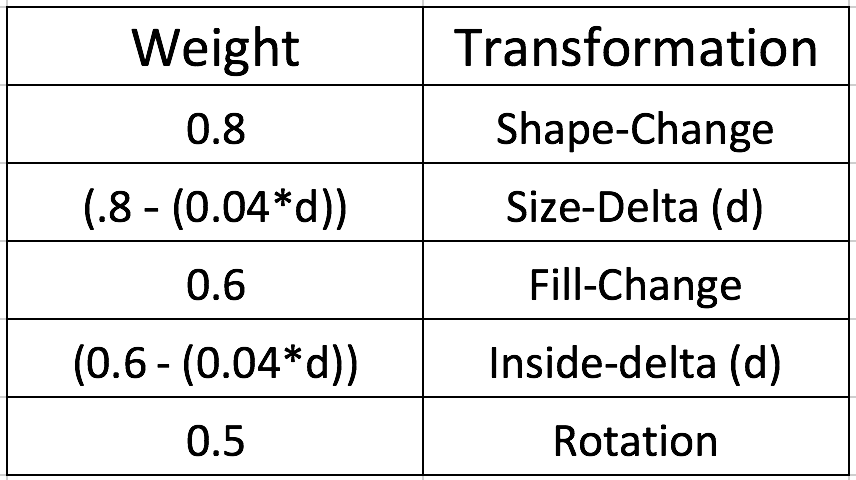 Weight Transformation
0.8 Shape-Change
(.8 - (0.04*d)) Size-Delta (d)
0.6 Fill-Change
(0.6 - (0.04*d)) Inside-delta (d)
0.5 Rotation